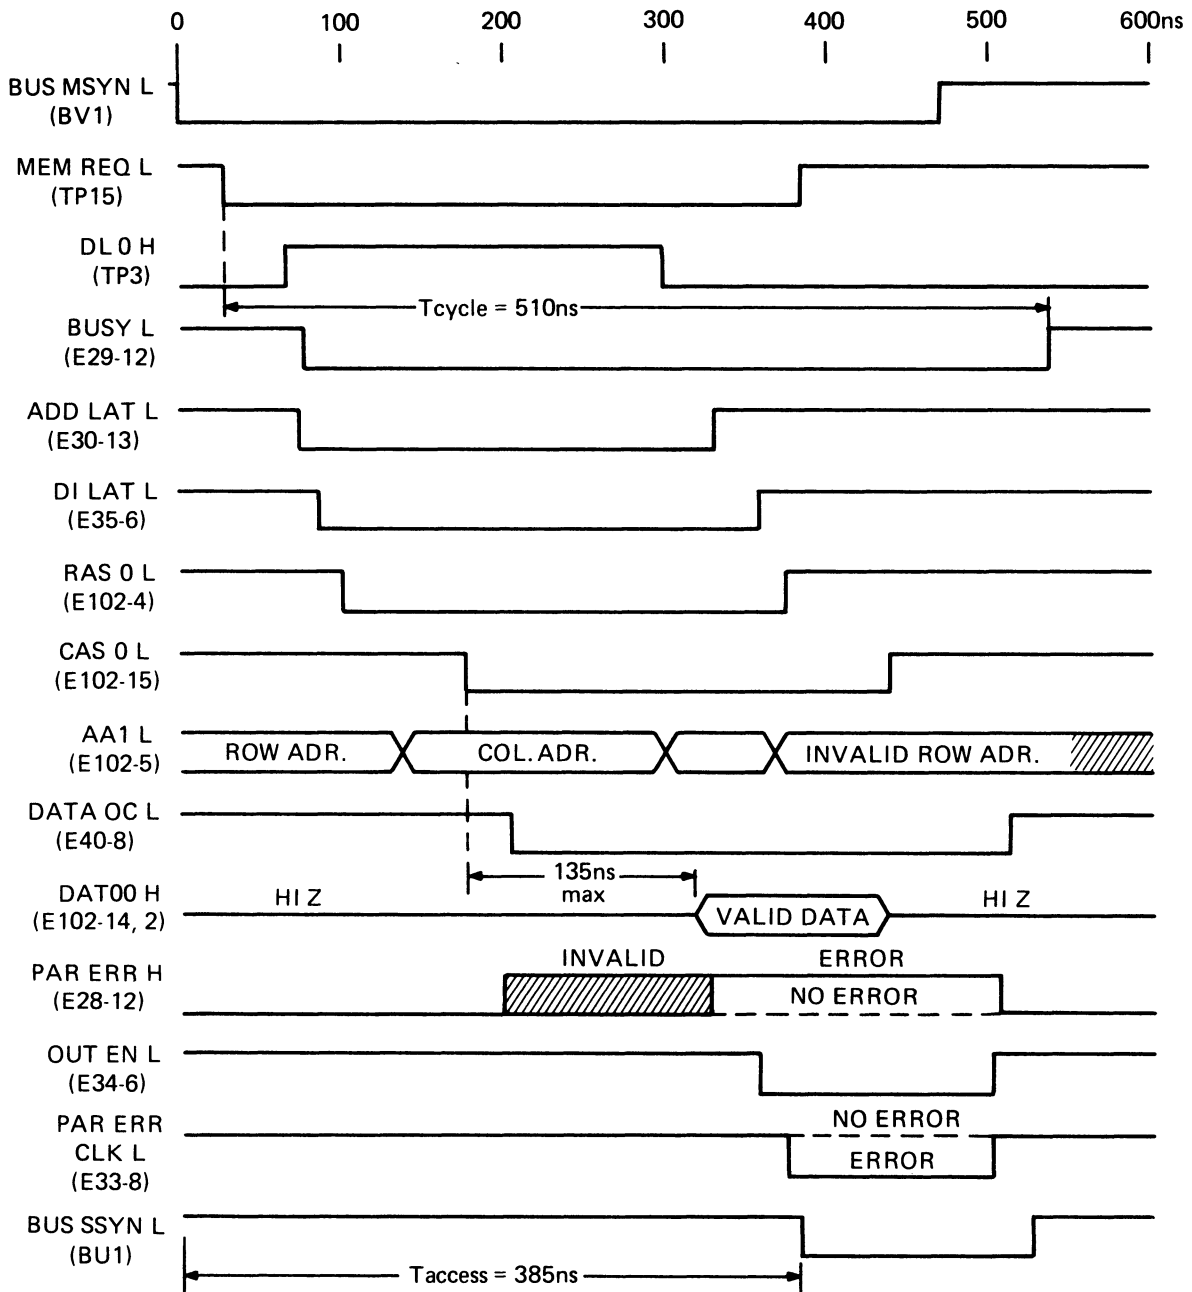 0 100 200 300 400 500 600ns
BUS MSYN L
(BV1)
MEM REQ L
(TP15)
DL 0 H
(TP3)
Tcycle = 510ns
BUSY L
(E29-12)
ADD LAT L
(E30-13)
DI LAT L
(E35-6)
RAS 0 L
(E102-4)
CAS 0 L
(E102-15)
AA1 L
(E102-5)
ROW ADR. COL. ADR. INVALID ROW ADR.
DATA OC L
(E40-8)
135ns
max
DAT00 H
(E102-14, 2)
HI Z VALID DATA HI Z
PAR ERR H
(E28-12)
INVALID ERROR
NO ERROR
OUT EN L
(E34-6)
PAR ERR
CLK L
(E33-8)
NO ERROR
ERROR
BUS SSYN L
(BU1)
Taccess = 385ns